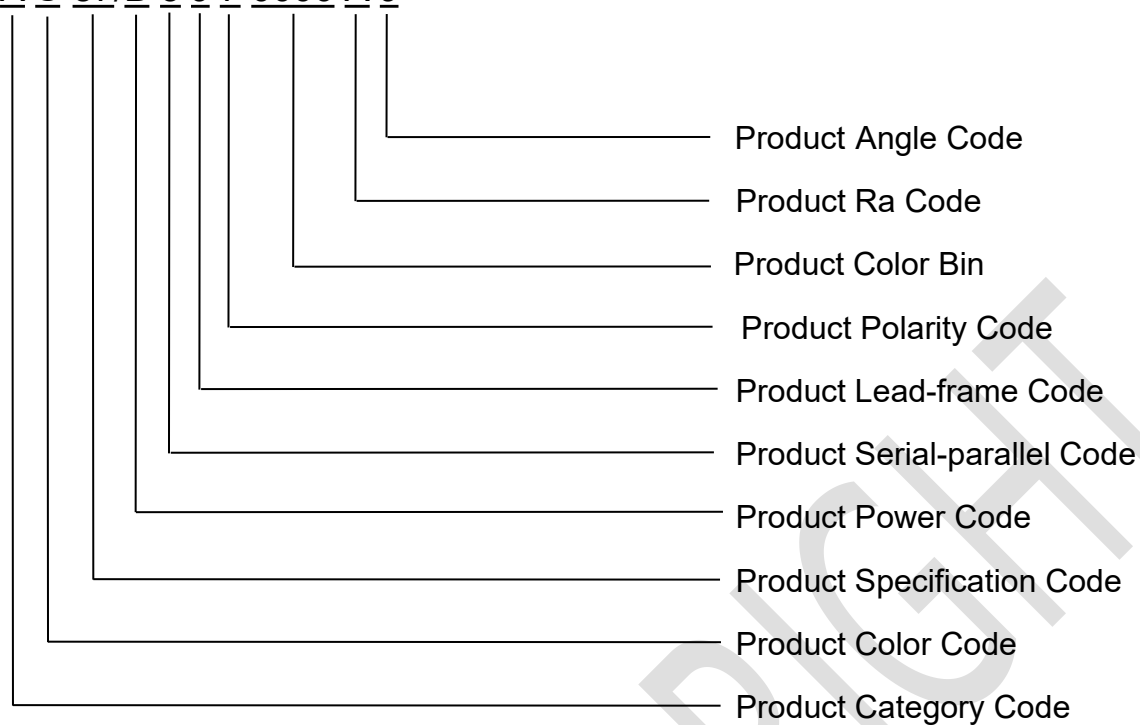 Product Angle Code
Product Ra Code
Product Color Bin
Product Polarity Code
Product Lead-frame Code
Product Serial-parallel Code
Product Power Code
Product Specification Code
Product Color Code
Product Category Code
RIGHT